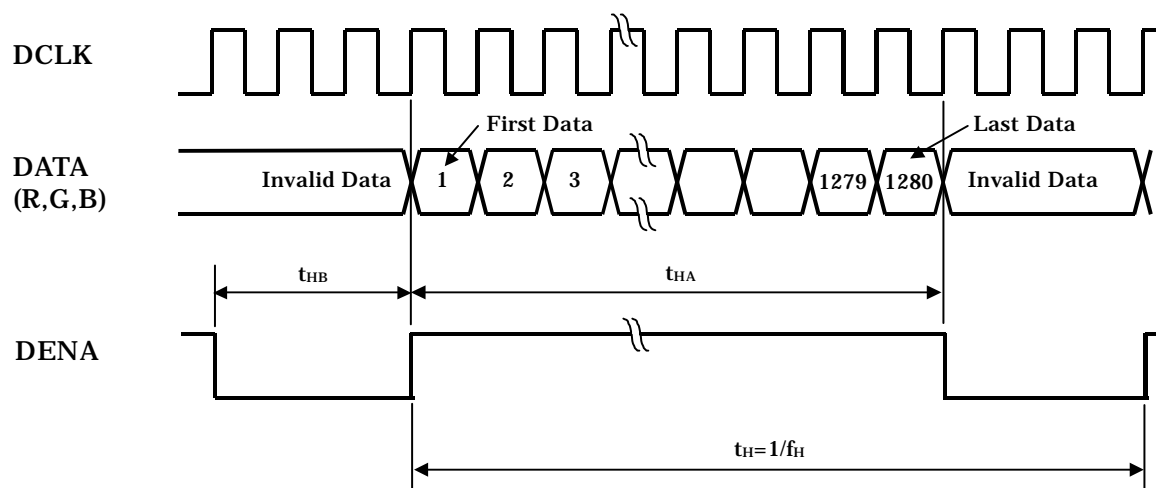 DCLK
First Data
Last Data
DATA
(R,G,B)
Invalid Data
1
2
3
1279
1280
Invalid Data
tHB
tHA
DENA
tH=1/fH